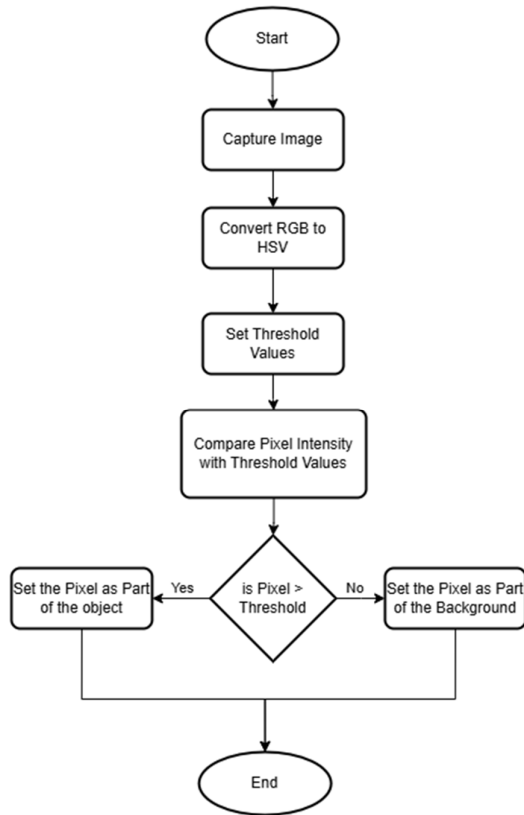 Start
Capture Image
Convert RGB to
HSV
Set Threshold
Values
Compare Pixel Intensity
with Threshold Values
is Pixel >
Threshold
Yes
No
Set the Pixel as Part
of the object
Set the Pixel as Part
of the Background
End